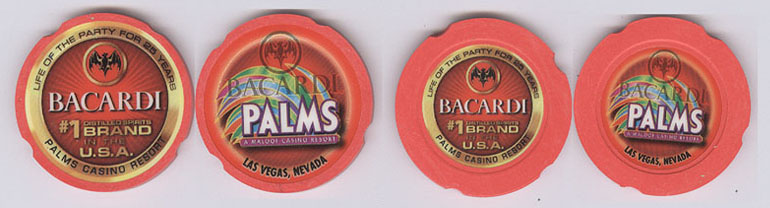 LIFE OF THE PARTY FOR 25 YEARS
BACARDI
#1 DISTILLED SPIRITS
BRAND
IN THE
U.S.A.
PALMS CASINO RESORT
BACARDI
PALMS
A MALOOF CASINO RESORT
LAS VEGAS, NEVADA
LIFE OF THE PARTY FOR 25 YEARS
BACARDI
#1 DISTILLED SPIRITS
BRAND
IN THE
U.S.A.
PALMS CASINO RESORT
BACARDI
PALMS
A MALOOF CASINO RESORT
LAS VEGAS, NEVADA